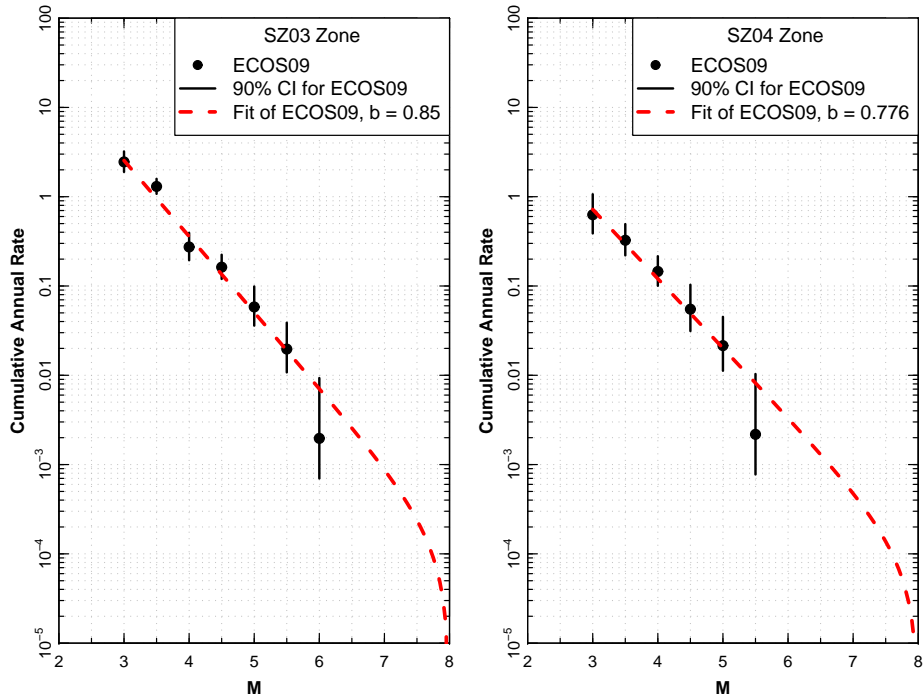 SZ03 Zone
ECOS09
90% CI for ECOS09
Fit of ECOS09, b = 0.85
Cumulative Annual Rate
100
10
1
0.1
0.01
10⁻³
10⁻⁴
10⁻⁵
2 3 4 5 6 7 8
M
SZ04 Zone
ECOS09
90% CI for ECOS09
Fit of ECOS09, b = 0.776
Cumulative Annual Rate
100
10
1
0.1
0.01
10⁻³
10⁻⁴
10⁻⁵
2 3 4 5 6 7 8
M